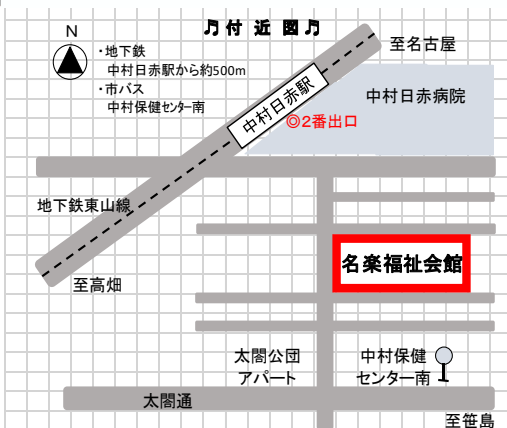 ♬付近図♬
N
・地下鉄
中村日赤駅から約500m
・市バス
中村保健センター南
至名古屋
中村日赤病院
中村日赤駅
◎2番出口
地下鉄東山線
至高畑
名楽福祉会館
太閤公団
アパート
中村保健
センター南
太閤通
至笹島